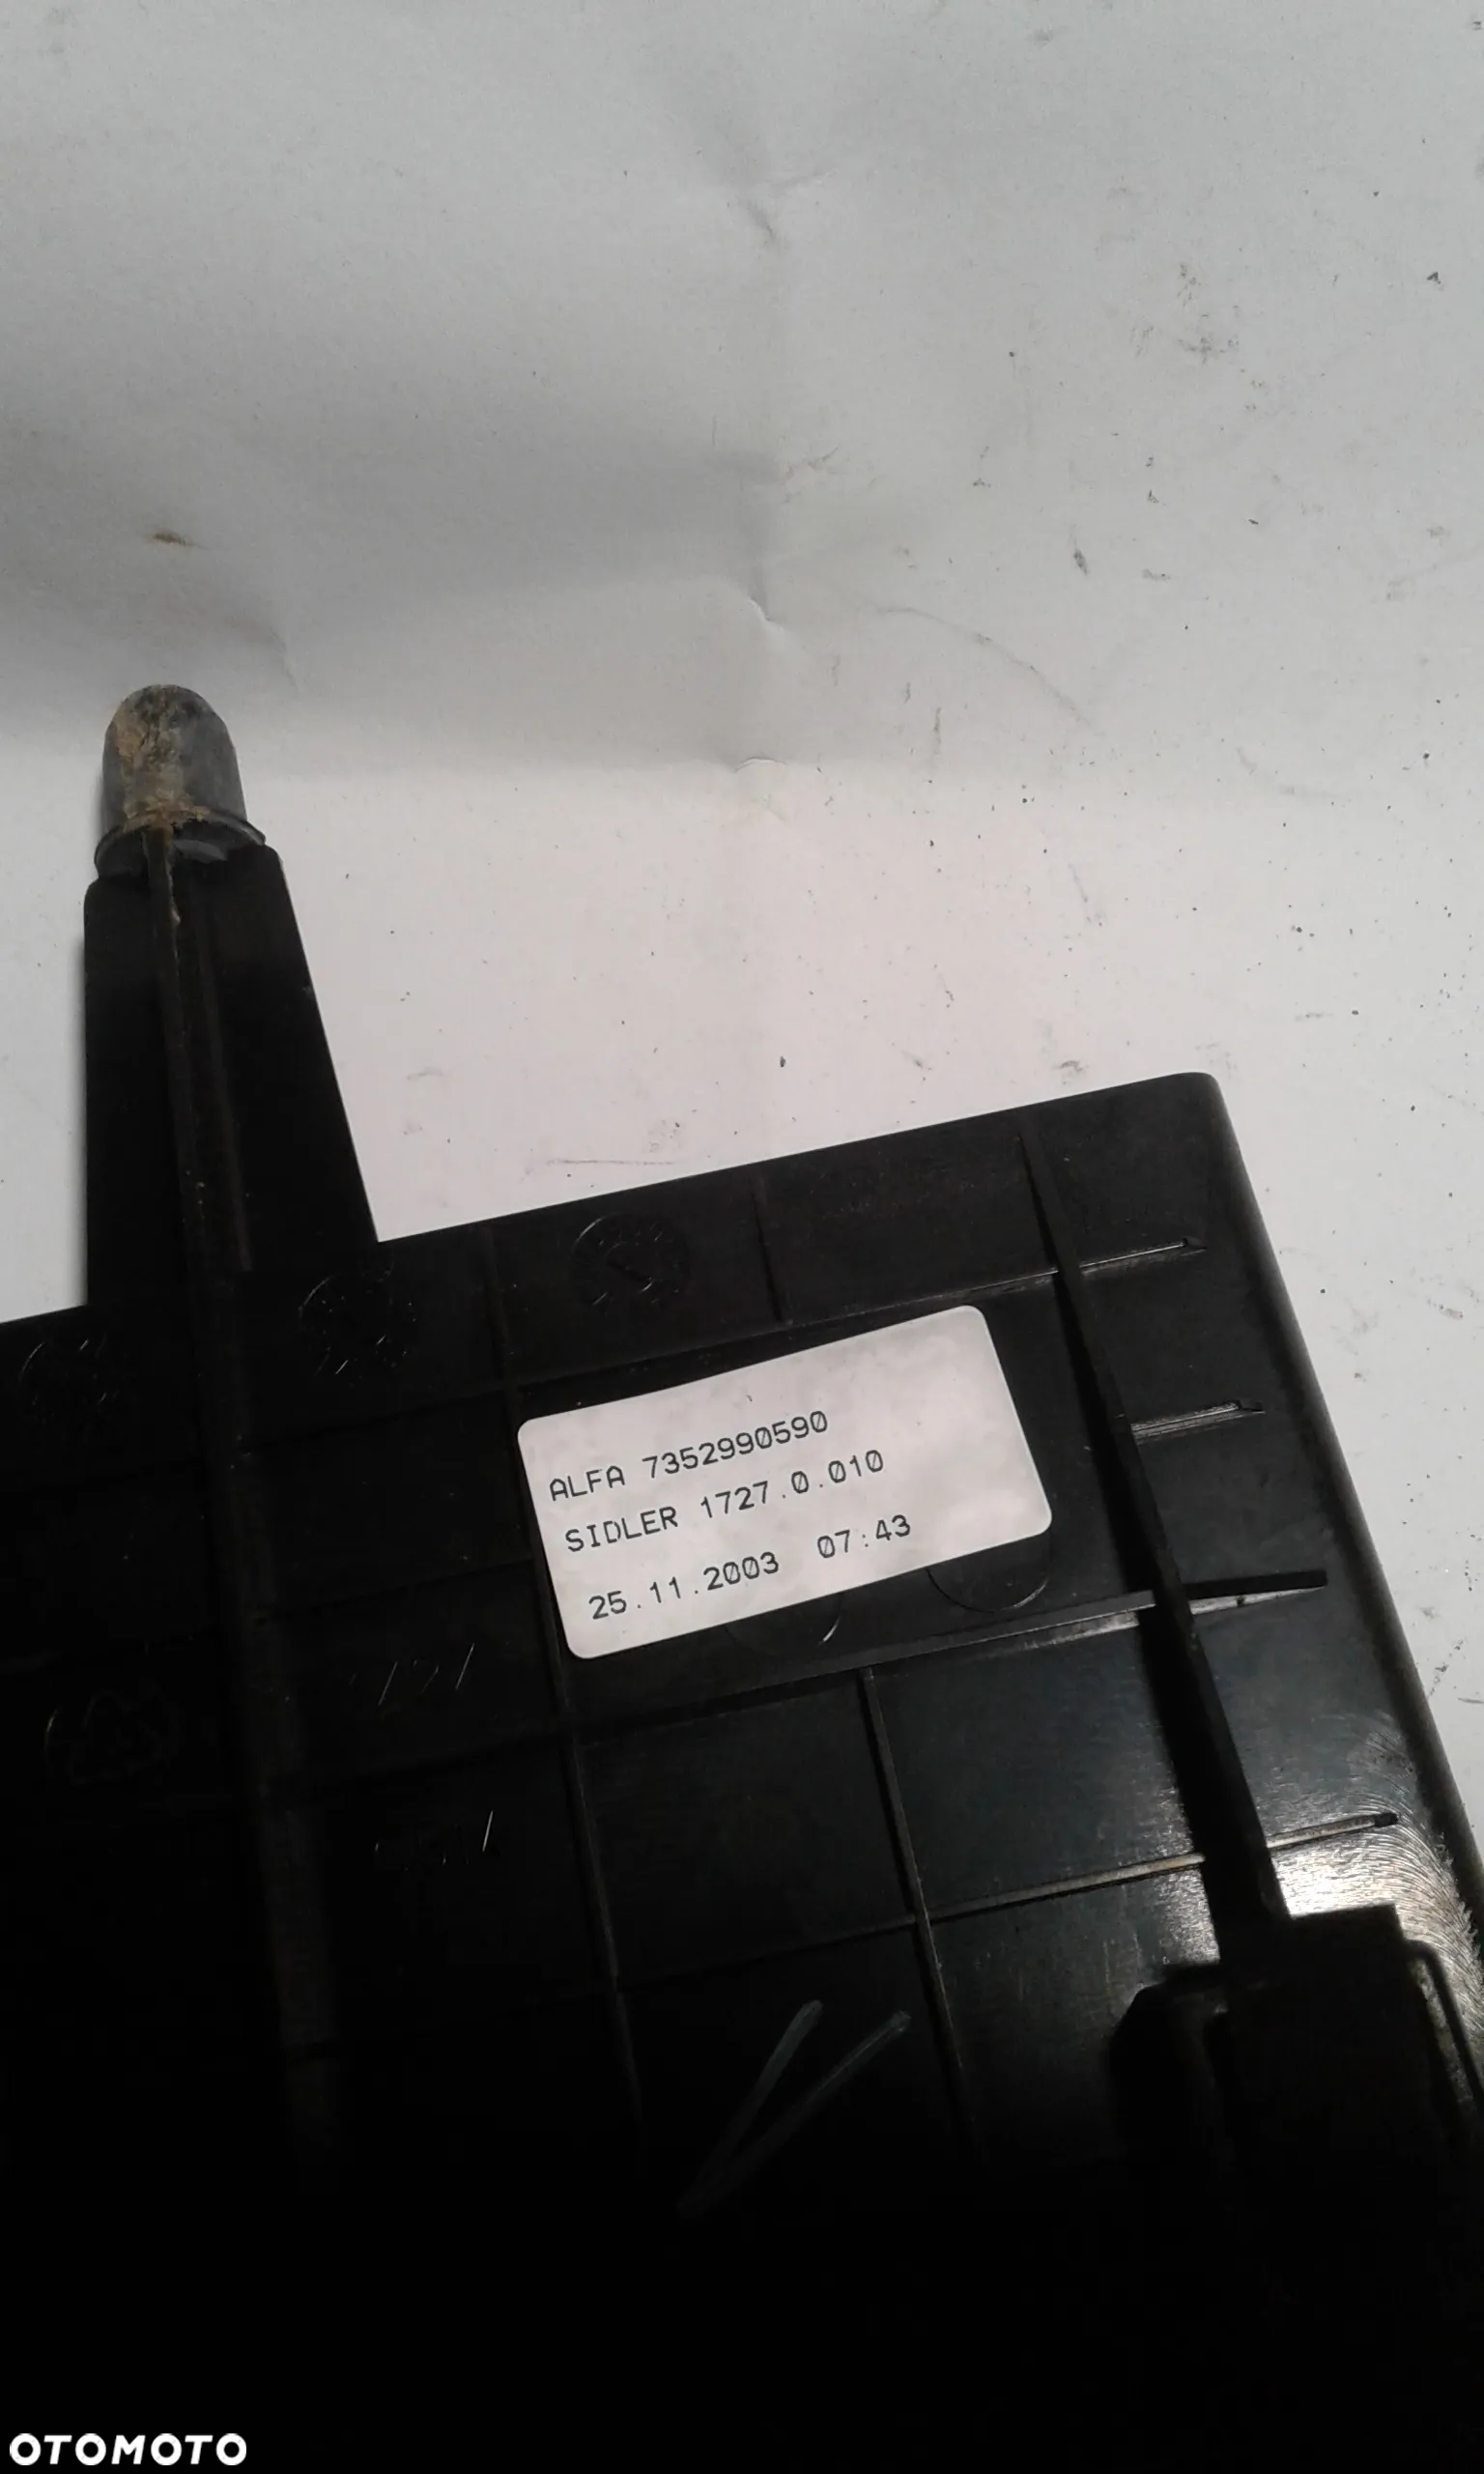 ALFA 7352990590
SIDLER 1727.0.010
25.11.2003 07:43
OTOMOTO